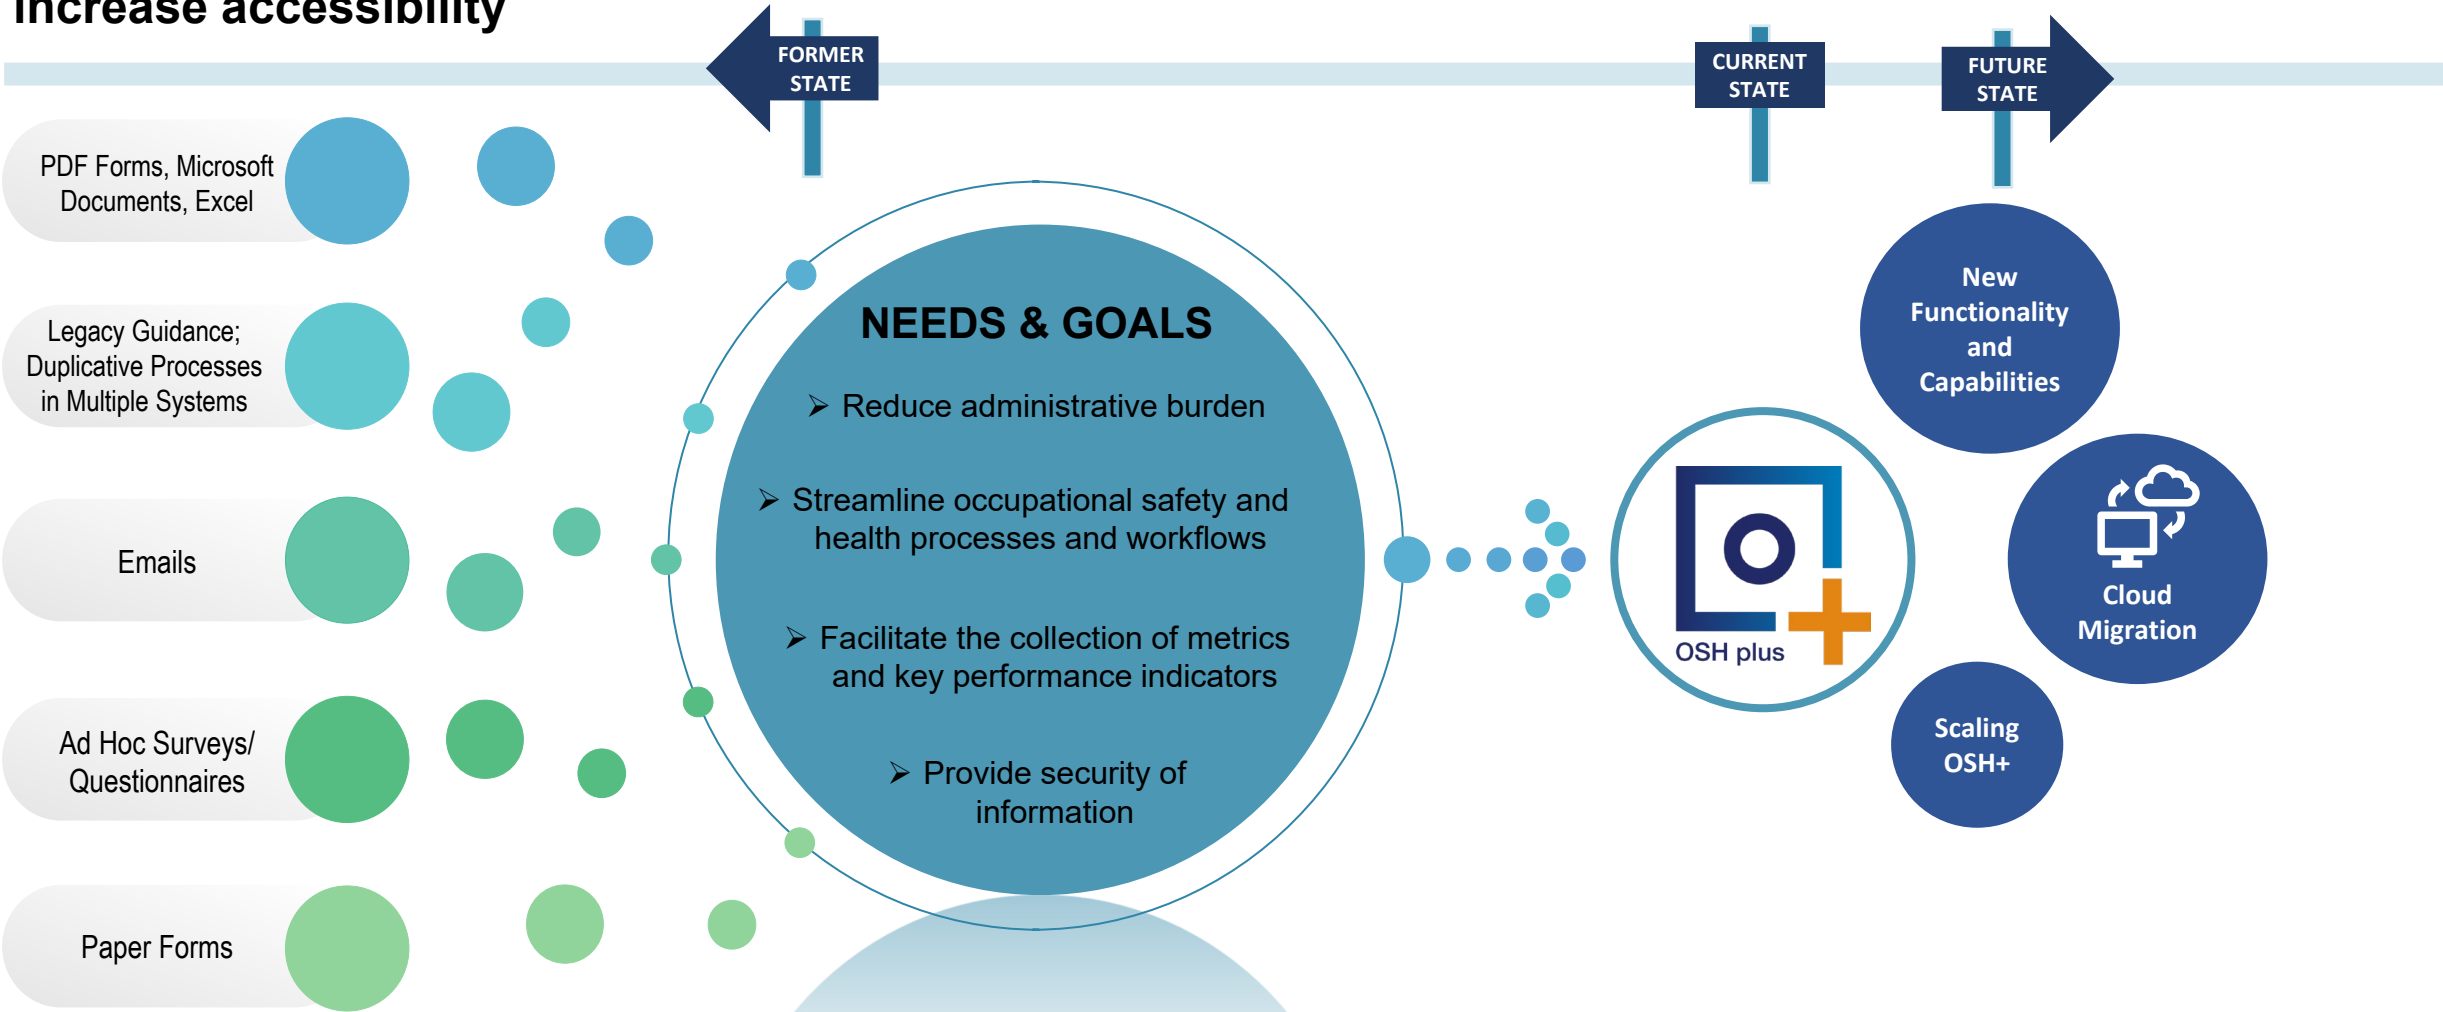 Increase accessibility
FORMER
STATE
CURRENT
STATE
FUTURE
STATE
PDF Forms, Microsoft
Documents, Excel
Legacy Guidance;
Duplicative Processes
in Multiple Systems
Emails
Ad Hoc Surveys/
Questionnaires
Paper Forms
NEEDS & GOALS
➢ Reduce administrative burden
➢ Streamline occupational safety and
health processes and workflows
➢ Facilitate the collection of metrics
and key performance indicators
➢ Provide security of
information
OSH plus
New
Functionality
and
Capabilities
Cloud
Migration
Scaling
OSH+